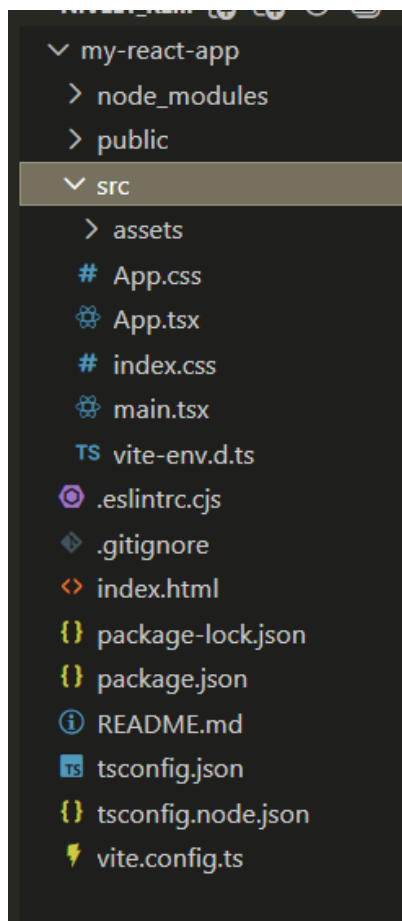 my-react-app
node_modules
public
src
assets
# App.css
App.tsx
# index.css
main.tsx
TS vite-env.d.ts
.eslintrc.cjs
.gitignore
<> index.html
{} package-lock.json
{} package.json
README.md
TS tsconfig.json
{} tsconfig.node.json
vite.config.ts